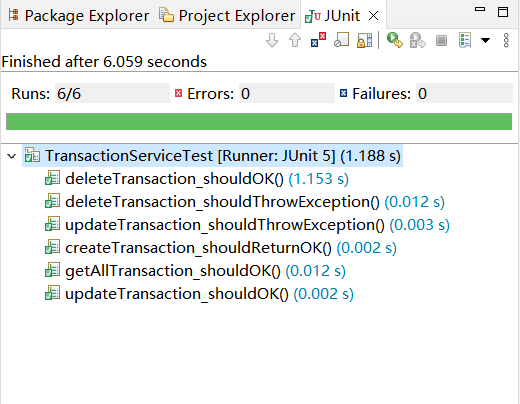 Package Explorer Project Explorer JUnit
Finished after 6.059 seconds
Runs: 6/6 Errors: 0 Failures: 0
TransactionServiceTest [Runner: JUnit 5] (1.188 s)
deleteTransaction_shouldOK() (1.153 s)
deleteTransaction_shouldThrowException() (0.012 s)
updateTransaction_shouldThrowException() (0.003 s)
createTransaction_shouldReturnOK() (0.002 s)
getAllTransaction_shouldOK() (0.012 s)
updateTransaction_shouldOK() (0.002 s)